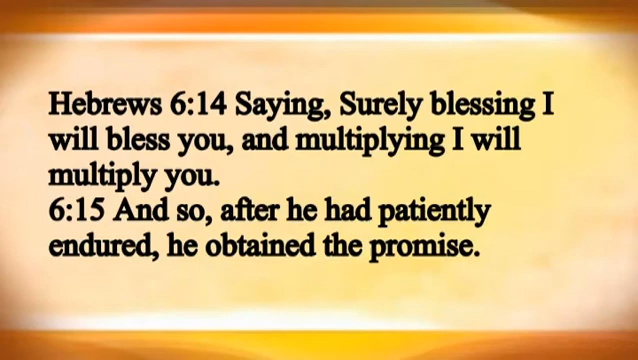 Hebrews 6:14 Saying, Surely blessing I
will bless you, and multiplying I will
multiply you.
6:15 And so, after he had patiently
endured, he obtained the promise.